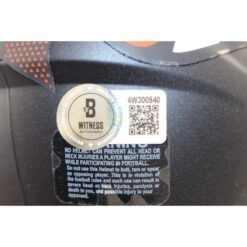 4W300540
B
WITNESS
AUTOGRAPHS
WARNING
NO HELMET CAN PREVENT ALL HEAD OR
NECK INJURIES A PLAYER MIGHT RECEIVE
WHILE PARTICIPATING IN FOOTBALL.
Do not use this Helmet to butt, ram or spear
an opposing player. This is in violation of
the football rules and such use can result in
severe head or neck injuries, paralysis or
death to you, and possible injury to your
opponent.